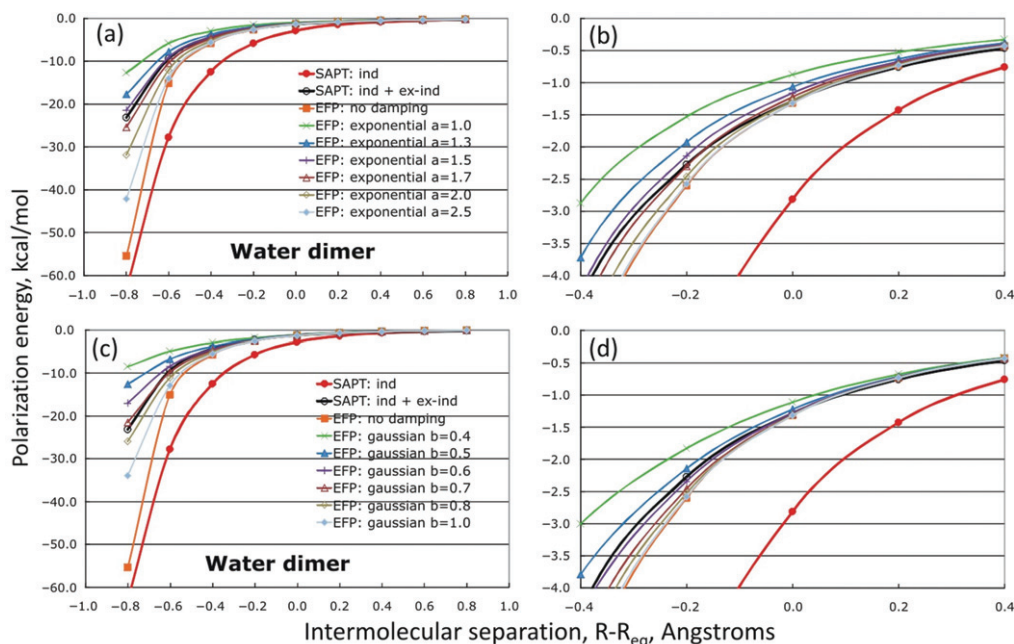 Polarization energy, kcal/mol
(a)
0.0
−10.0
−20.0
−30.0
−40.0
−50.0
−60.0
SAPT: ind
SAPT: ind + ex-ind
EFP: no damping
EFP: exponential a=1.0
EFP: exponential a=1.3
EFP: exponential a=1.5
EFP: exponential a=1.7
EFP: exponential a=2.0
EFP: exponential a=2.5
Water dimer
−1.0 −0.8 −0.6 −0.4 −0.2 0.0 0.2 0.4 0.6 0.8 1.0
(b)
0.0
−0.5
−1.0
−1.5
−2.0
−2.5
−3.0
−3.5
−4.0
−0.4 −0.2 0.0 0.2 0.4
(c)
0.0
−10.0
−20.0
−30.0
−40.0
−50.0
−60.0
SAPT: ind
SAPT: ind + ex-ind
EFP: no damping
EFP: gaussian b=0.4
EFP: gaussian b=0.5
EFP: gaussian b=0.6
EFP: gaussian b=0.7
EFP: gaussian b=0.8
EFP: gaussian b=1.0
Water dimer
−1.0 −0.8 −0.6 −0.4 −0.2 0.0 0.2 0.4 0.6 0.8 1.0
(d)
0.0
−0.5
−1.0
−1.5
−2.0
−2.5
−3.0
−3.5
−4.0
−0.4 −0.2 0.0 0.2 0.4
Intermolecular separation, R-Req, Angstroms